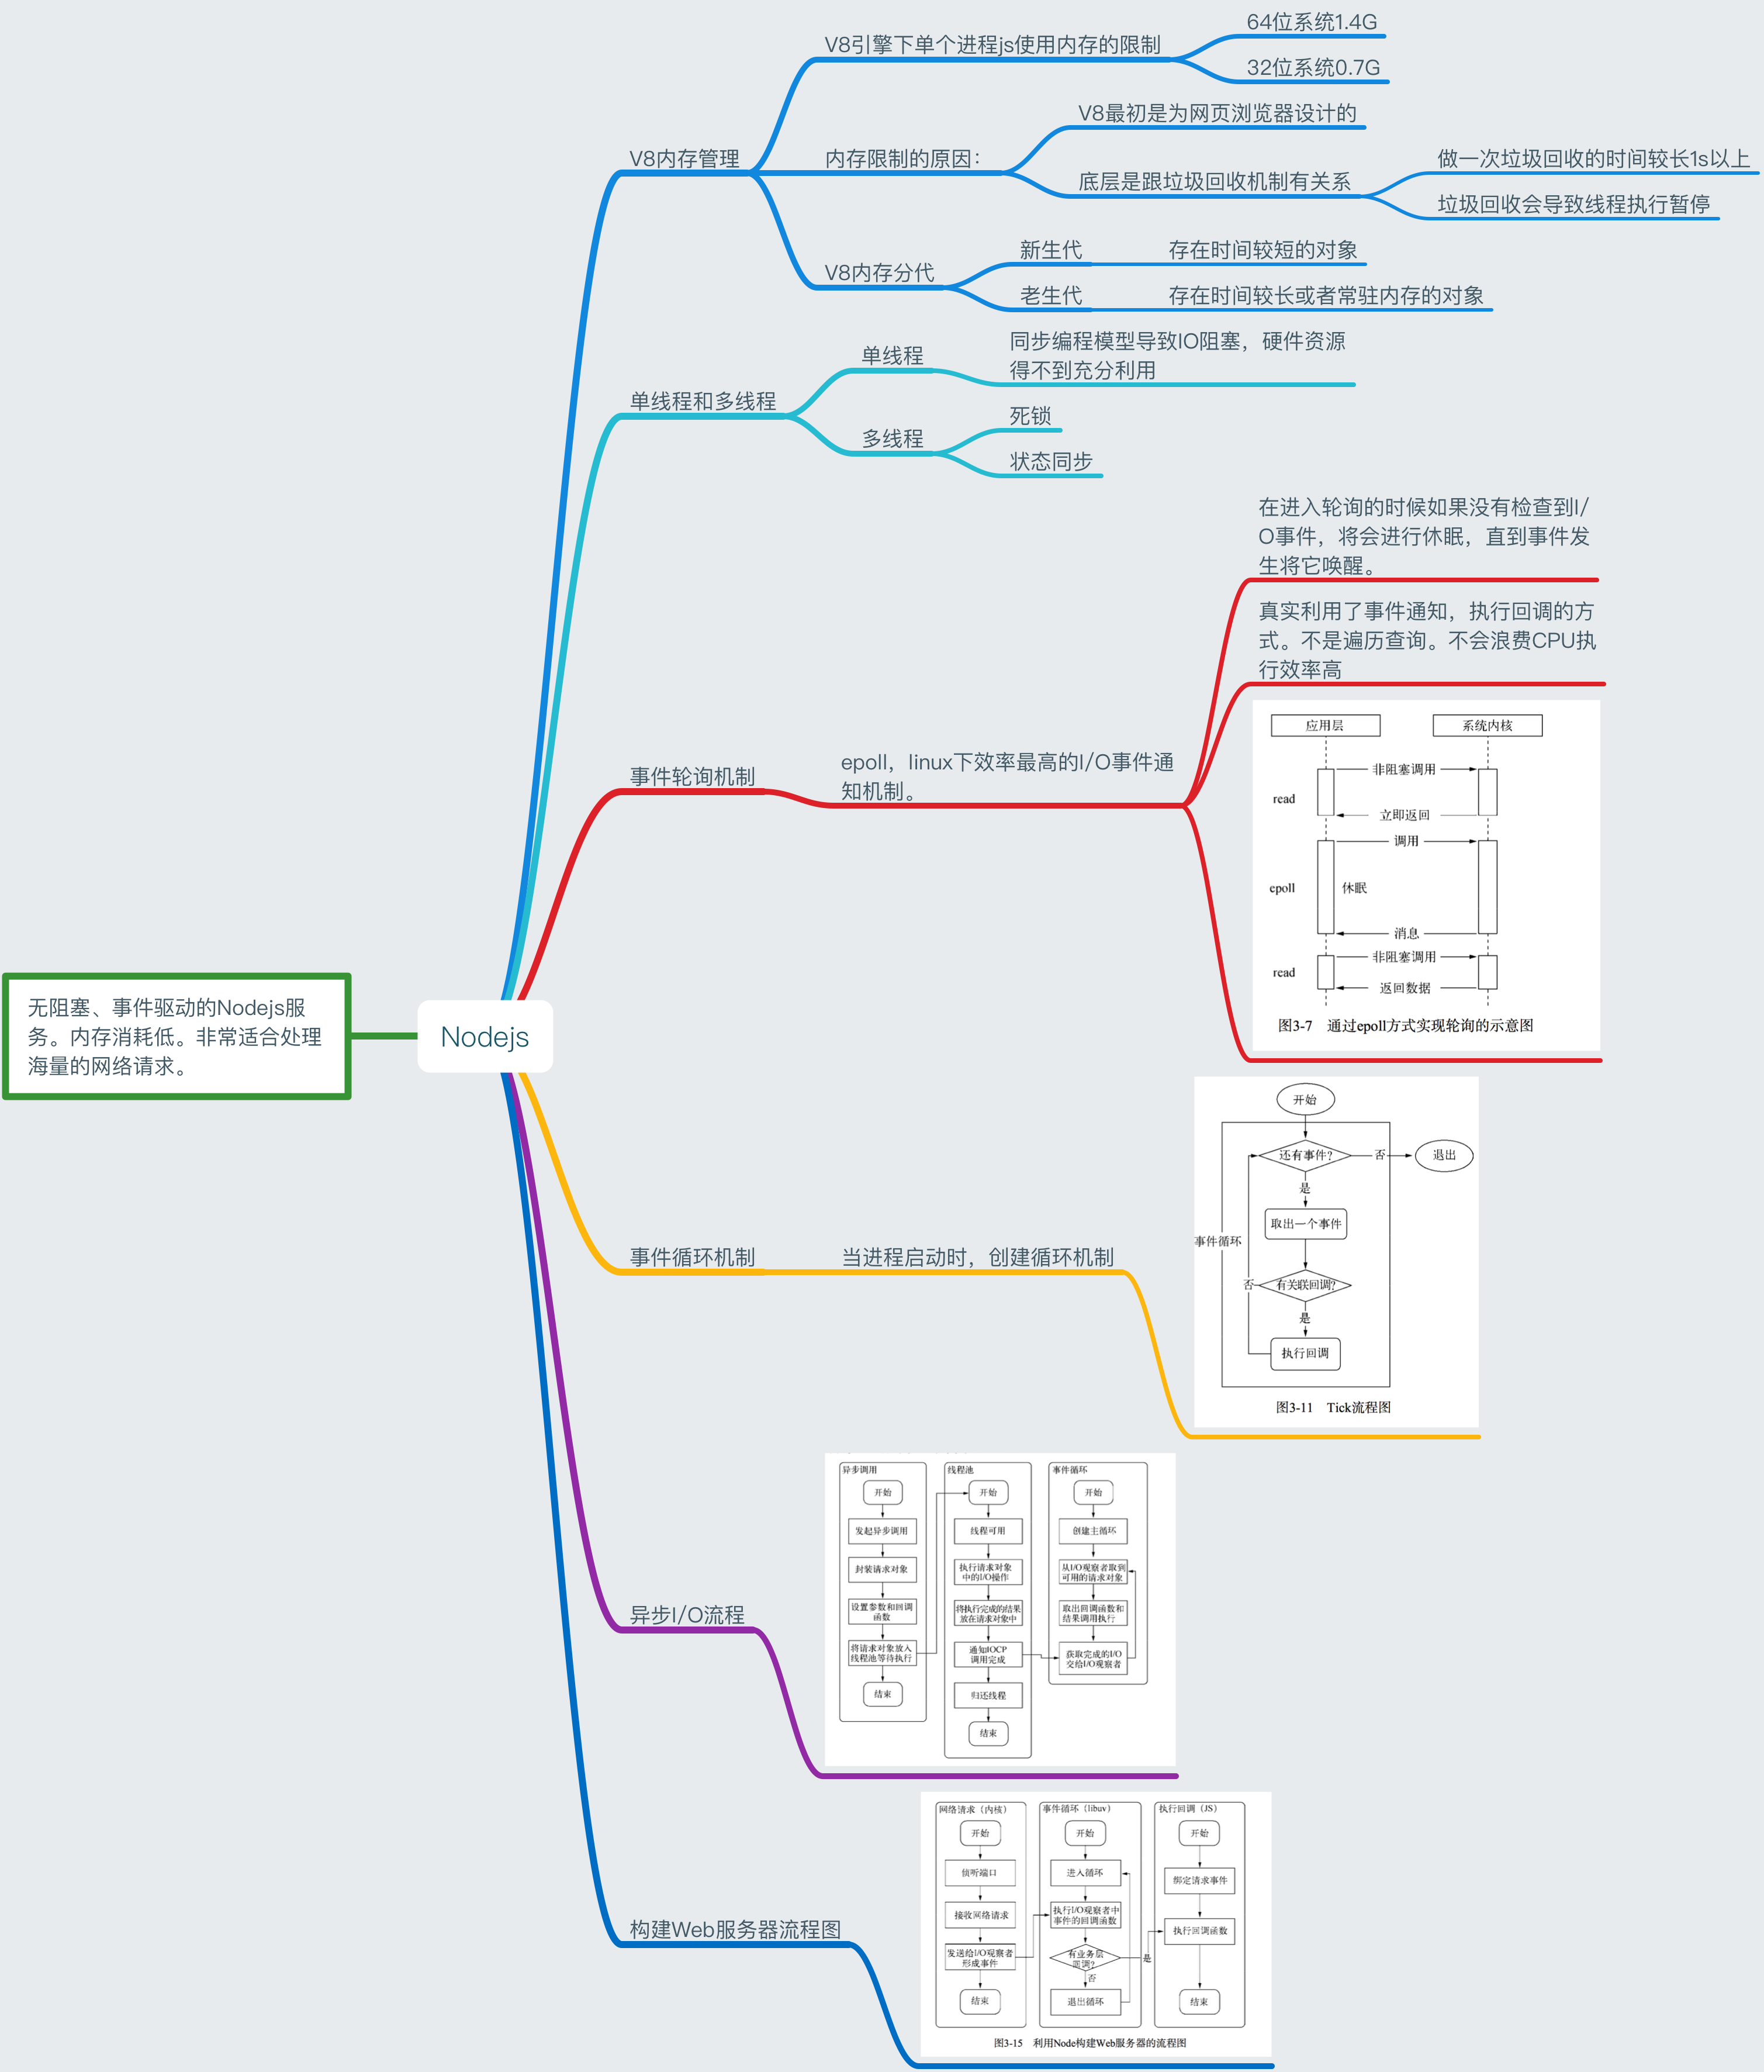 无阻塞、事件驱动的Nodejs服
务。内存消耗低。非常适合处理
海量的网络请求。
Nodejs
V8内存管理
V8引擎下单个进程js使用内存的限制
64位系统1.4G
32位系统0.7G
内存限制的原因：
V8最初是为网页浏览器设计的
底层是跟垃圾回收机制有关系
做一次垃圾回收的时间较长1s以上
垃圾回收会导致线程执行暂停
V8内存分代
新生代
存在时间较短的对象
老生代
存在时间较长或者常驻内存的对象
单线程和多线程
单线程
同步编程模型导致IO阻塞，硬件资源
得不到充分利用
多线程
死锁
状态同步
事件轮询机制
epoll，linux下效率最高的I/O事件通
知机制。
在进入轮询的时候如果没有检查到I/
O事件，将会进行休眠，直到事件发
生将它唤醒。
真实利用了事件通知，执行回调的方
式。不是遍历查询。不会浪费CPU执
行效率高
应用层
系统内核
非阻塞调用
read
立即返回
调用
epoll
休眠
消息
非阻塞调用
read
返回数据
图3-7 通过epoll方式实现轮询的示意图
事件循环机制
当进程启动时，创建循环机制
开始
还有事件?
否
退出
是
取出一个事件
事件循环
有关联回调?
否
是
执行回调
图3-11 Tick流程图
异步I/O流程
异步调用
开始
发起异步调用
封装请求对象
设置参数和回调
函数
将请求对象放入
线程池等待执行
结束
线程池
开始
线程可用
执行请求对象
中的I/O操作
将执行完成的结果
放在请求对象中
通知IOCP
调用完成
归还线程
结束
事件循环
开始
创建主循环
从I/O观察者取到
可用的请求对象
取出回调函数和
结果调用执行
获取完成的I/O
交给I/O观察者
构建Web服务器流程图
网络请求（内核）
开始
侦听端口
接收网络请求
发送给I/O观察者
形成事件
结束
事件循环（libuv）
开始
进入循环
执行I/O观察者中
事件的回调函数
有业务层
回调?
是
否
退出循环
执行回调（JS）
开始
绑定请求事件
执行回调函数
结束
图3-15 利用Node构建Web服务器的流程图